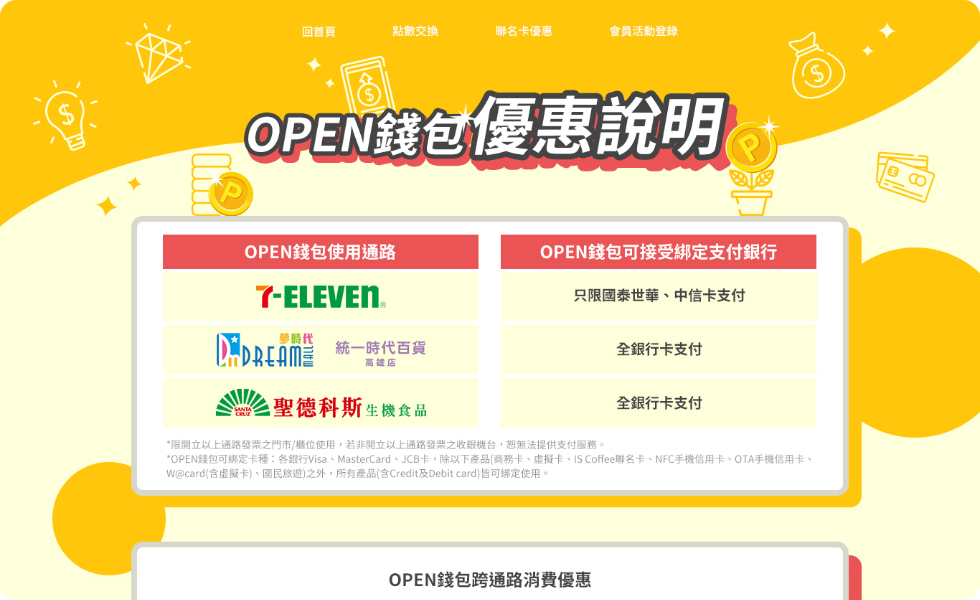 回首頁 點數交換 聯名卡優惠 會員活動登錄
OPEN錢包優惠說明
OPEN錢包使用通路 OPEN錢包可接受綁定支付銀行
7-ELEVEn® 只限國泰世華、中信卡支付
夢時代 DREAM MALL 統一時代百貨 高雄店 全銀行卡支付
SANTA CRUZ 聖德科斯 生機食品 全銀行卡支付
*限開立以上通路發票之門市/櫃位使用，若非開立以上通路發票之收銀機台，恕無法提供支付服務。
*OPEN錢包可綁定卡種：各銀行Visa、MasterCard、JCB卡，除以下產品(商務卡、虛擬卡、IS Coffee聯名卡、NFC手機信用卡、OTA手機信用卡、
W@card(含虛擬卡)、國民旅遊)之外，所有產品(含Credit及Debit card)皆可綁定使用。
OPEN錢包跨通路消費優惠